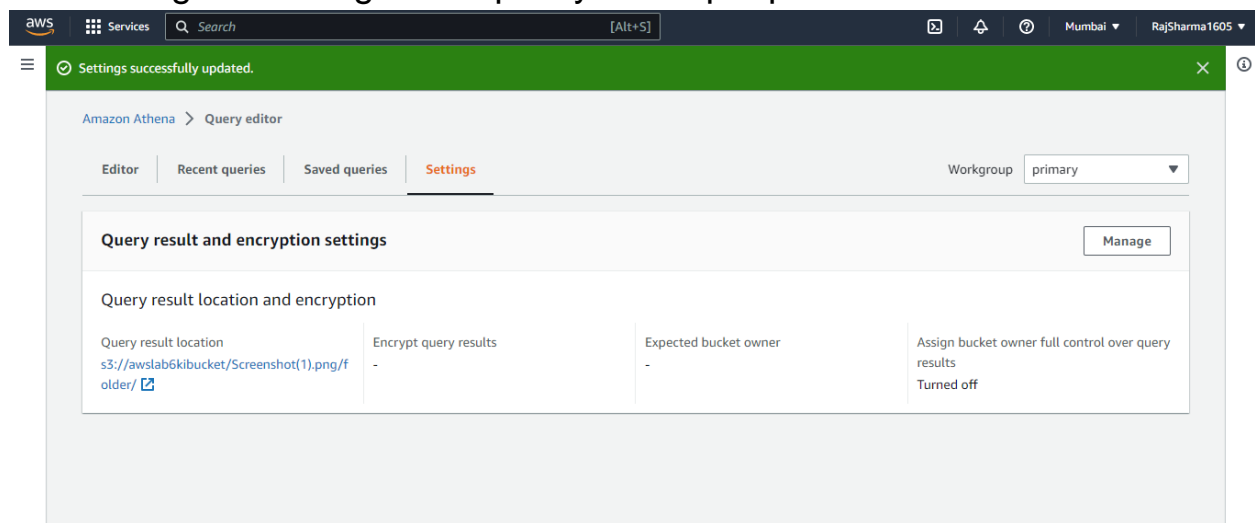 aws Services Search [Alt+S] Mumbai ▼ RajSharma1605 ▼
Settings successfully updated.
Amazon Athena > Query editor
Editor Recent queries Saved queries Settings Workgroup primary
Query result and encryption settings Manage
Query result location and encryption
Query result location Encrypt query results Expected bucket owner Assign bucket owner full control over query
s3://awslab6kibucket/Screenshot(1).png/f - - results
older/ Turned off